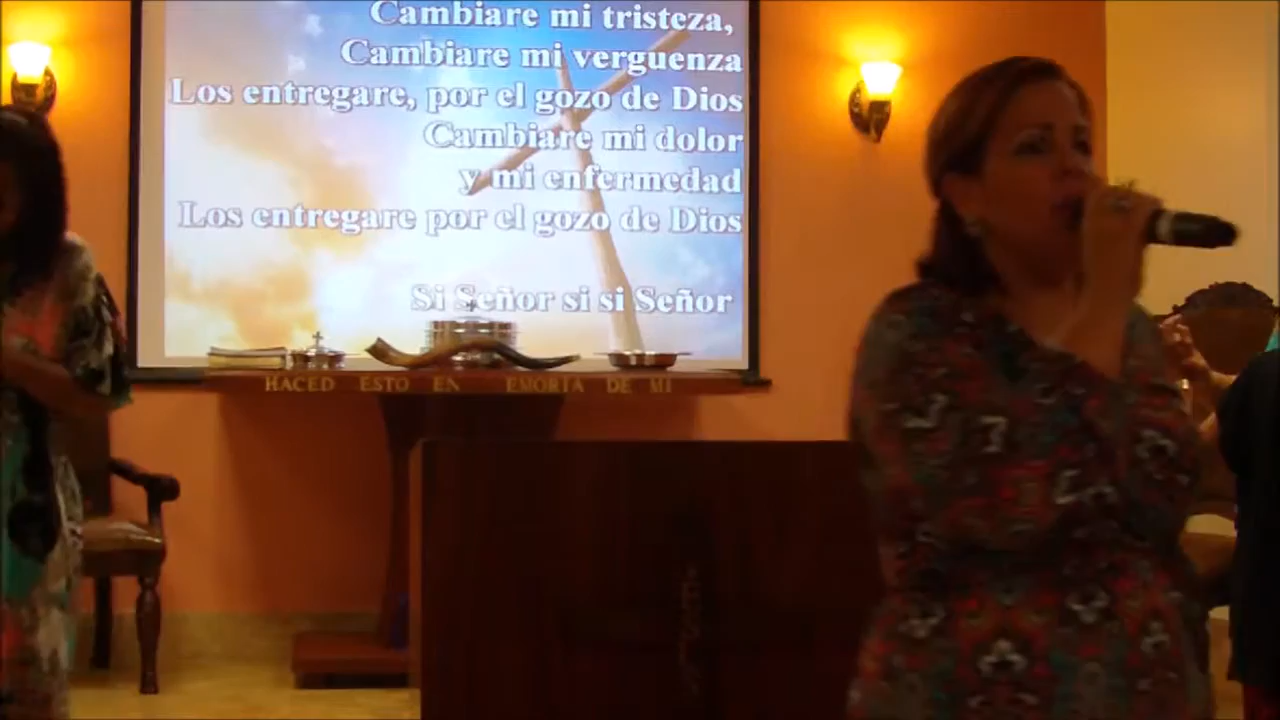 Cambiare mi tristeza,
Cambiare mi verguenza
Los entregare, por el gozo de Dios
Cambiare mi dolor
y mi enfermedad
Los entregare por el gozo de Dios
Si Señor si si Señor
HACED ESTO EN EMORIA DE MI